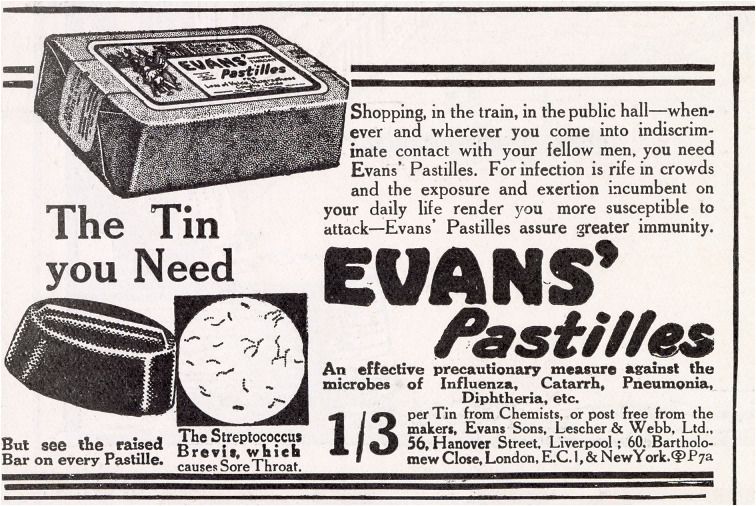 EVANS'
Pastilles
Shopping, in the train, in the public hall—when-
ever and wherever you come into indiscrim-
inate contact with your fellow men, you need
Evans' Pastilles. For infection is rife in crowds
and the exposure and exertion incumbent on
your daily life render you more susceptible to
attack—Evans' Pastilles assure greater immunity.
The Tin
you Need
EVANS'
Pastilles
An effective precautionary measure against the
microbes of Influenza, Catarrh, Pneumonia,
Diphtheria, etc.
But see the raised
Bar on every Pastille.
The Streptococcus
Brevis, which
causes Sore Throat.
1/3
per Tin from Chemists, or post free from the
makers, Evans Sons, Lescher & Webb, Ltd.,
56, Hanover Street, Liverpool ; 60, Bartholo-
mew Close, London, E.C.1, & New York. P7a